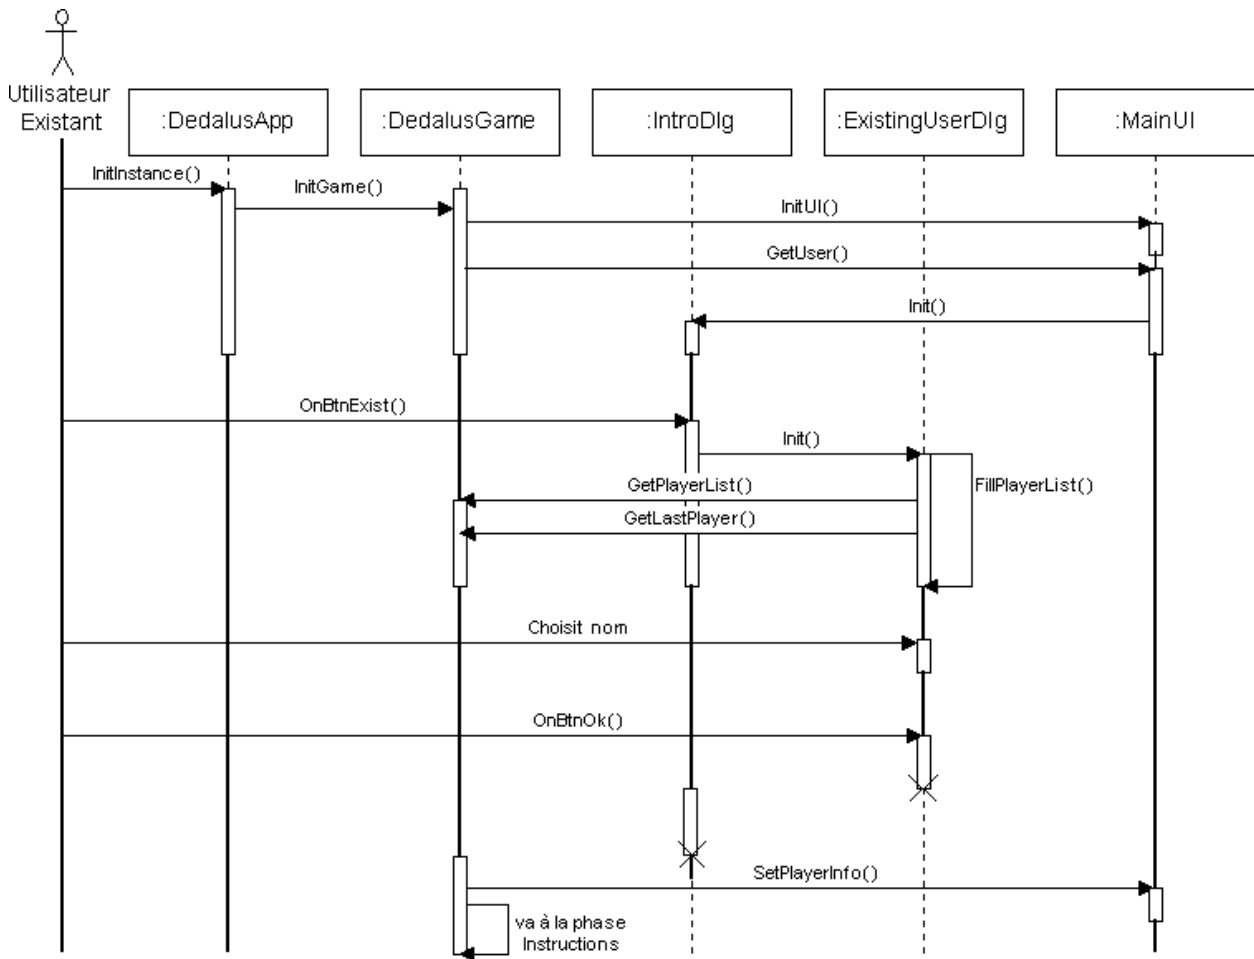 Utilisateur
Existant
:DedalusApp
:DedalusGame
:IntroDlg
:ExistingUserDlg
:MainUI
InitInstance()
InitGame()
InitUI()
GetUser()
Init()
OnBtnExist()
Init()
GetPlayerList()
FillPlayerList()
GetLastPlayer()
Choisit nom
OnBtnOk()
SetPlayerInfo()
va à la phase
Instructions